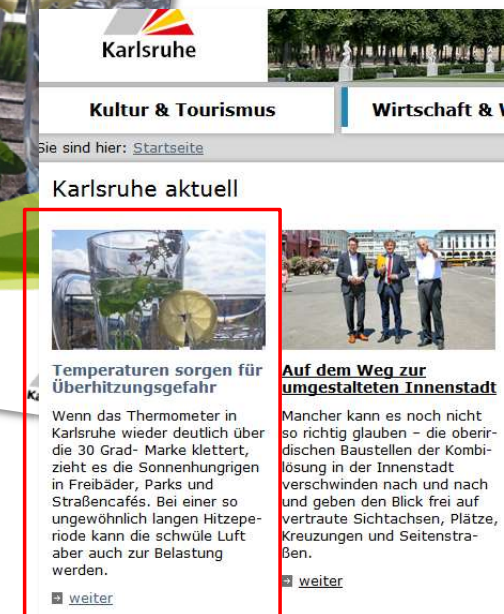 Karlsruhe
Kultur & Tourismus
Wirtschaft &
Sie sind hier: Startseite
Karlsruhe aktuell
Temperaturen sorgen für
Überhitzungsgefahr
Wenn das Thermometer in
Karlsruhe wieder deutlich über
die 30 Grad- Marke klettert,
zieht es die Sonnenhungrigen
in Freibäder, Parks und
Straßencafés. Bei einer so
ungewöhnlich langen Hitzepe-
riode kann die schwüle Luft
aber auch zur Belastung
werden.
weiter
Auf dem Weg zur
umgestalteten Innenstadt
Mancher kann es noch nicht
so richtig glauben – die oberir-
dischen Baustellen der Kombi-
lösung in der Innenstadt
verschwinden nach und nach
und geben den Blick frei auf
vertraute Sichtachsen, Plätze,
Kreuzungen und Seitenstra-
ßen.
weiter